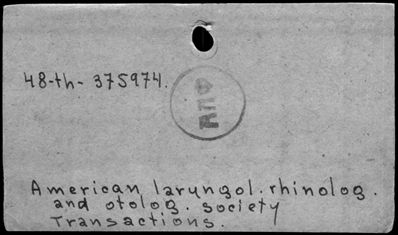 48-th- 375974.
American laryngol. rhinolog.
and otolog. society
Transactions.